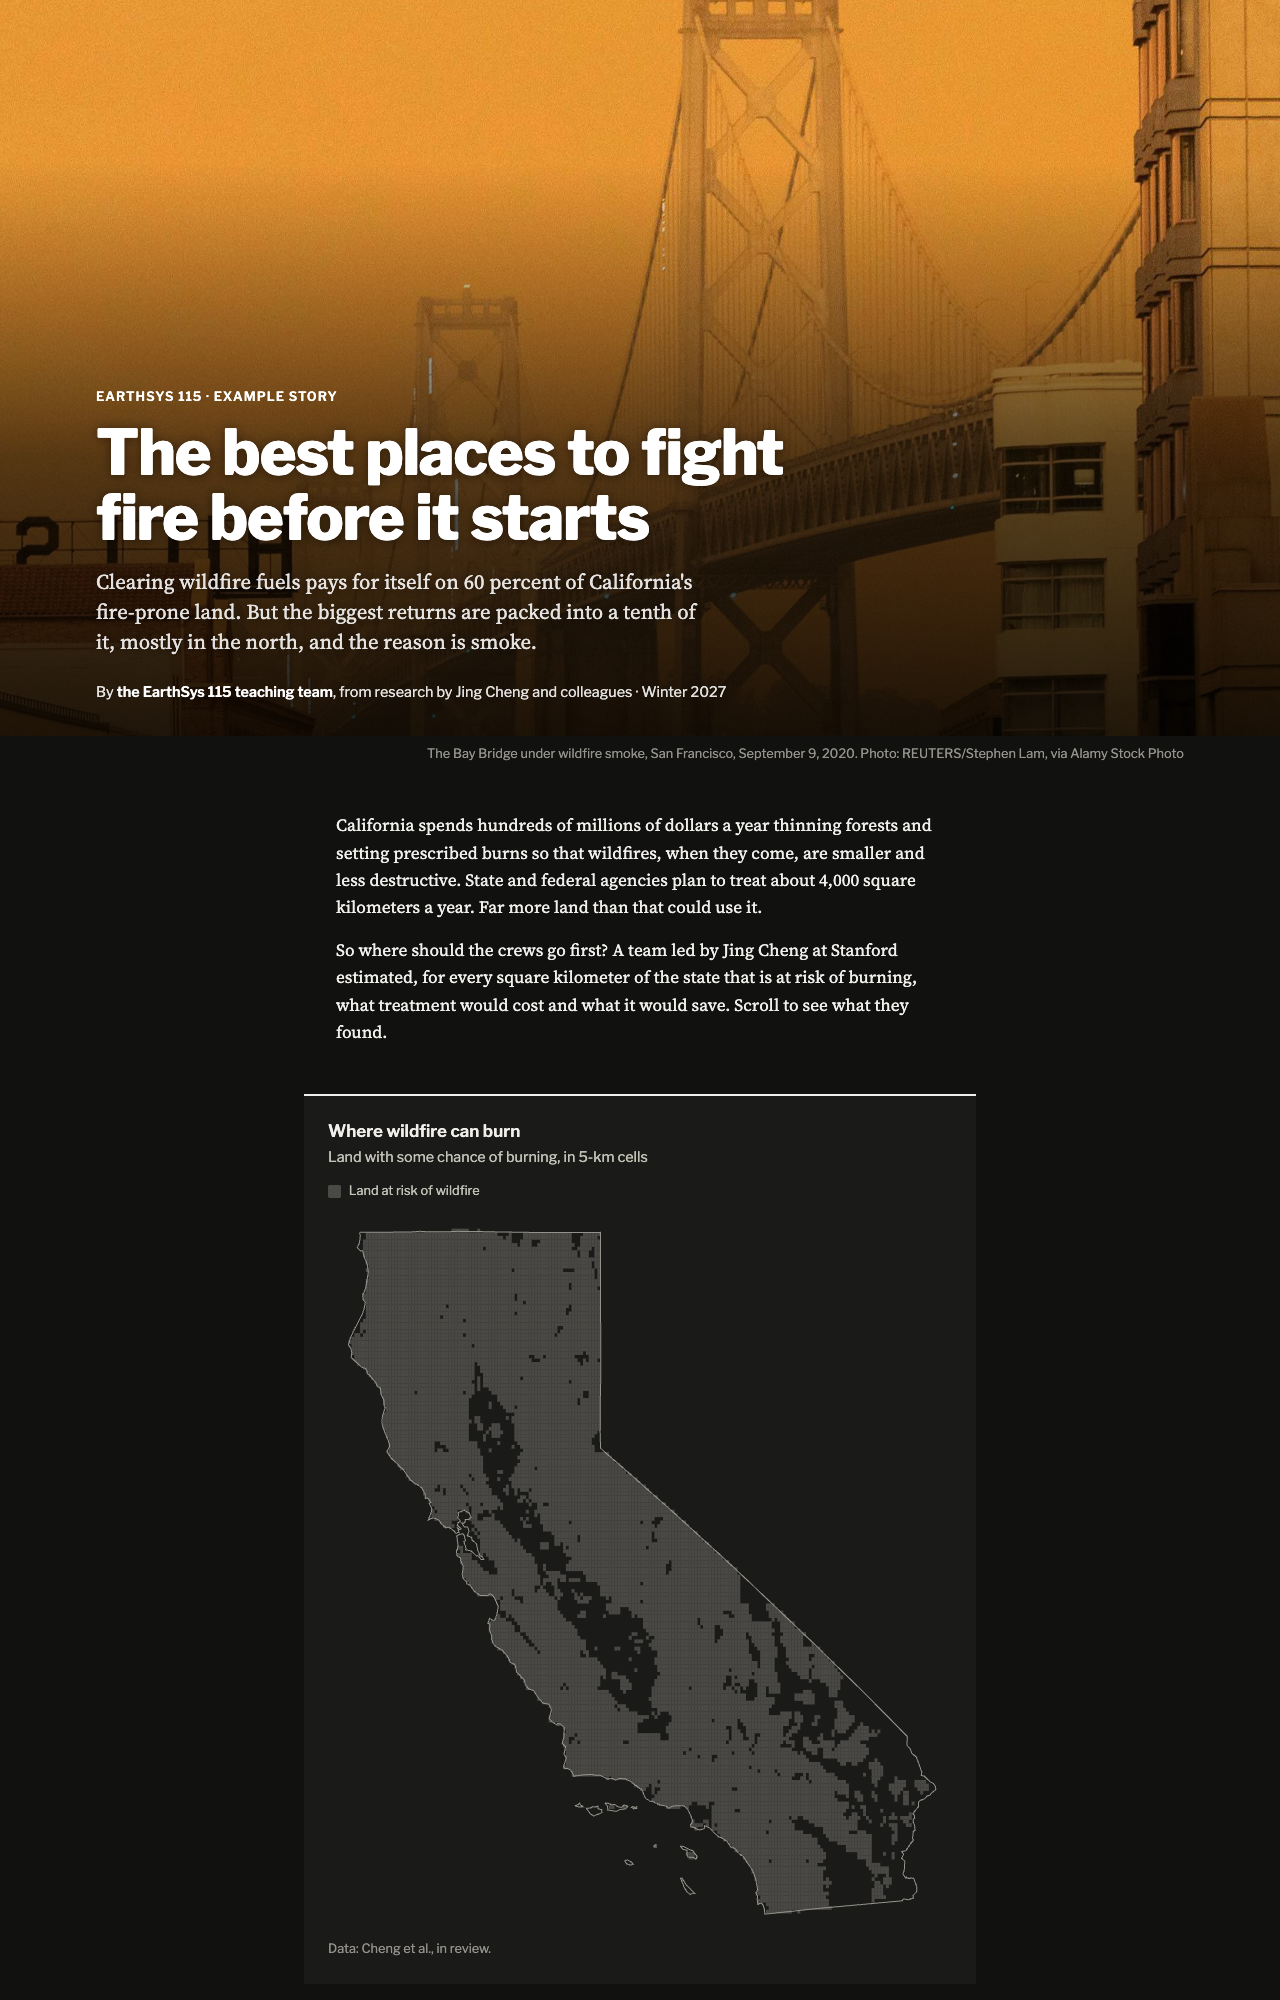 EARTHSYS 115 · EXAMPLE STORY
The best places to fight
fire before it starts
Clearing wildfire fuels pays for itself on 60 percent of California's
fire-prone land. But the biggest returns are packed into a tenth of
it, mostly in the north, and the reason is smoke.
By the EarthSys 115 teaching team, from research by Jing Cheng and colleagues · Winter 2027
The Bay Bridge under wildfire smoke, San Francisco, September 9, 2020. Photo: REUTERS/Stephen Lam, via Alamy Stock Photo
California spends hundreds of millions of dollars a year thinning forests and
setting prescribed burns so that wildfires, when they come, are smaller and
less destructive. State and federal agencies plan to treat about 4,000 square
kilometers a year. Far more land than that could use it.
So where should the crews go first? A team led by Jing Cheng at Stanford
estimated, for every square kilometer of the state that is at risk of burning,
what treatment would cost and what it would save. Scroll to see what they
found.
Where wildfire can burn
Land with some chance of burning, in 5-km cells
Land at risk of wildfire
Data: Cheng et al., in review.